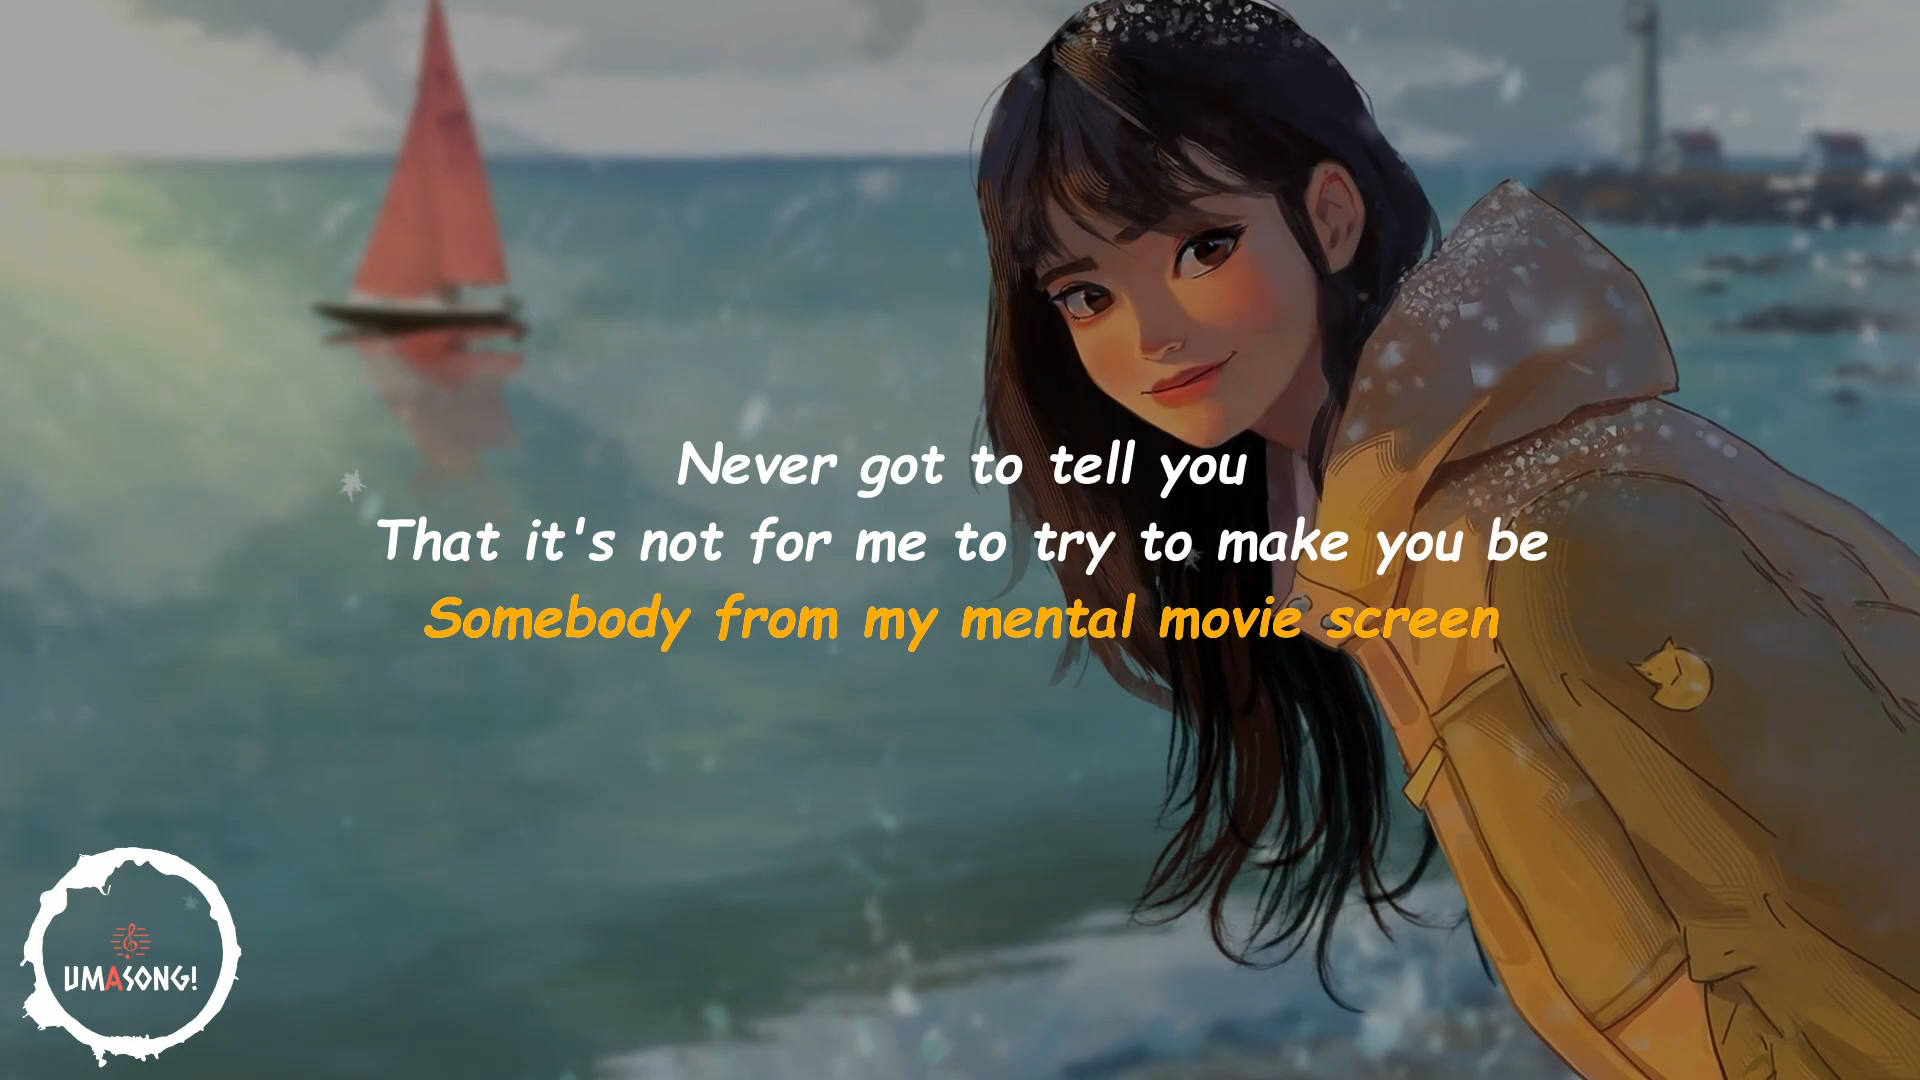 Never got to tell you
That it's not for me to try to make you be
Somebody from my mental movie screen
UMASONG!